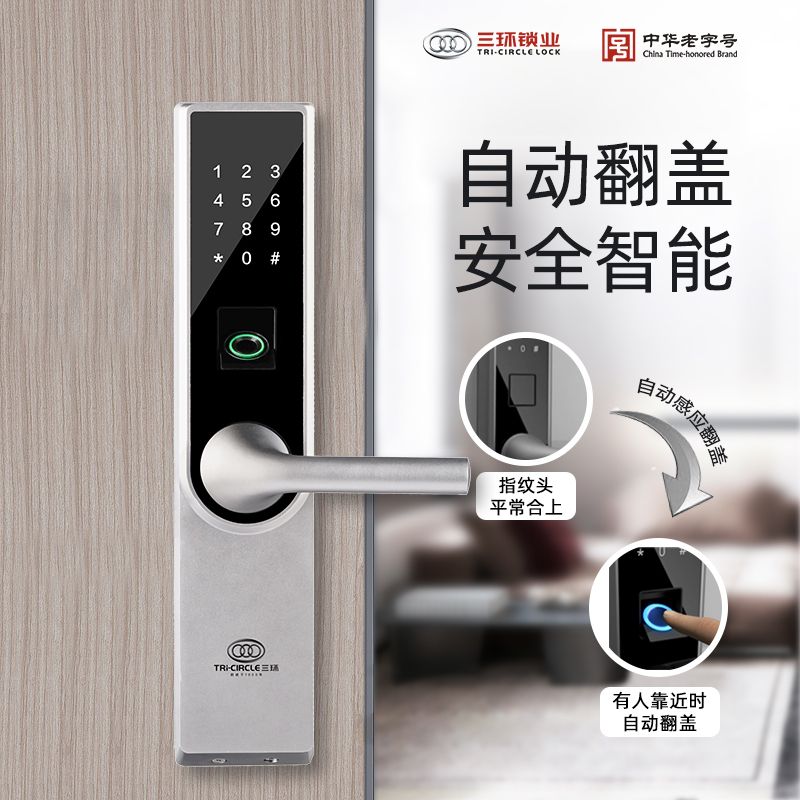 三环锁业
TRI-CIRCLE LOCK
中华老字号
China Time-honored Brand
自动翻盖
安全智能
1 2 3
4 5 6
7 8 9
* 0 #
* 0 #
指纹头
平常合上
自动感应翻盖
* 0 #
有人靠近时
自动翻盖
TRI-CIRCLE三环